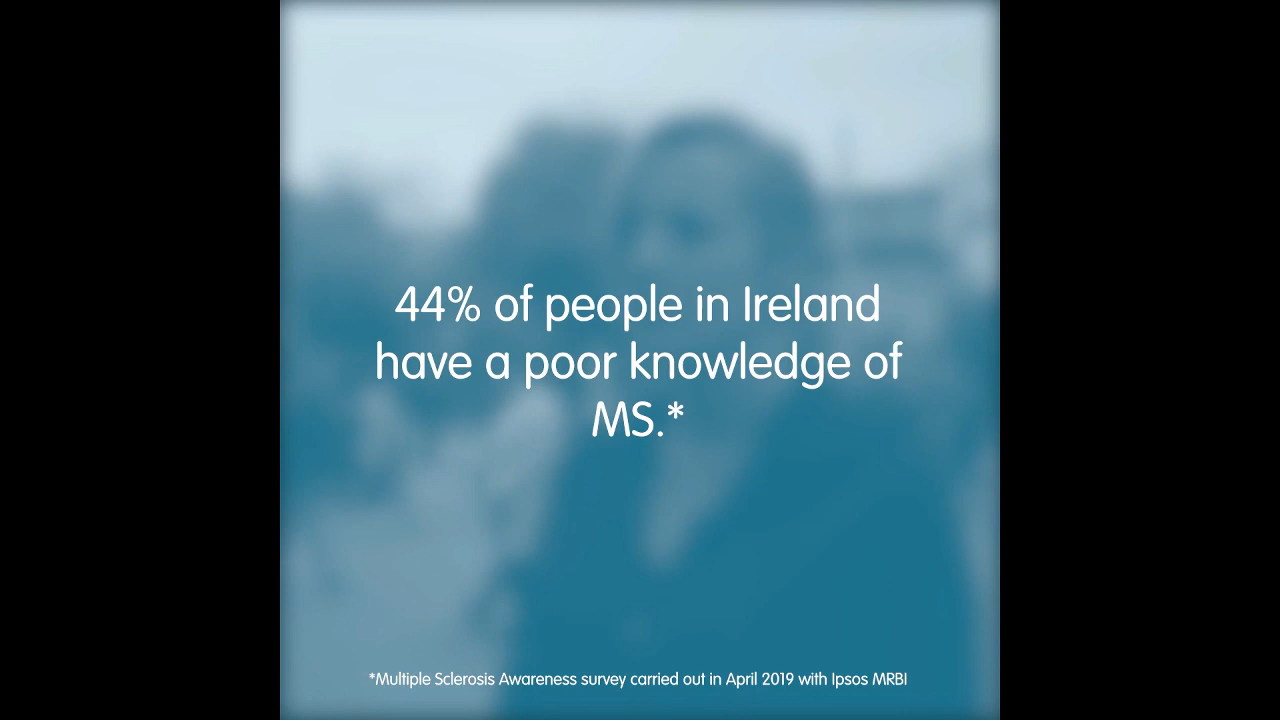 44% of people in Ireland
have a poor knowledge of
MS.*
*Multiple Sclerosis Awareness survey carried out in April 2019 with Ipsos MRBI